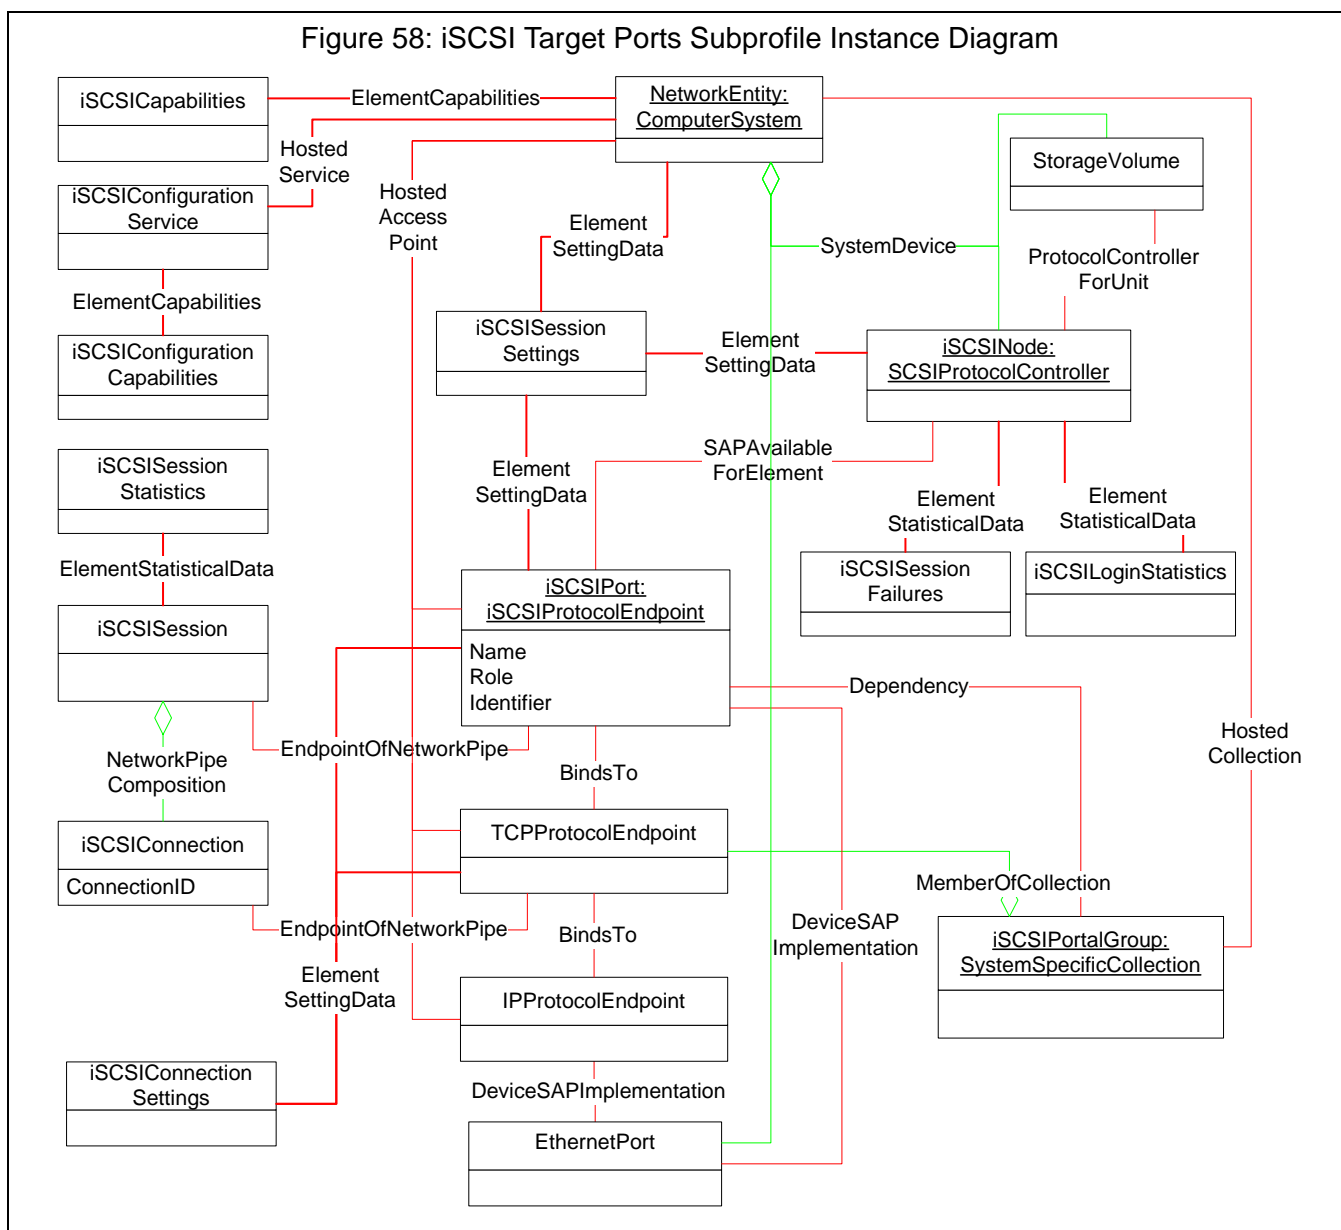 Figure 58: iSCSI Target Ports Subprofile Instance Diagram
iSCSICapabilities
ElementCapabilities
NetworkEntity:
ComputerSystem
Hosted
Service
StorageVolume
iSCSIConfiguration
Service
Hosted
Access
Point
Element
SettingData
SystemDevice
ProtocolController
ForUnit
ElementCapabilities
iSCSIConfiguration
Capabilities
iSCSISession
Settings
Element
SettingData
iSCSINode:
SCSIProtocolController
iSCSISession
Statistics
Element
SettingData
SAPAvailable
ForElement
Element
StatisticalData
Element
StatisticalData
ElementStatisticalData
iSCSISession
Failures
iSCSILoginStatistics
iSCSISession
iSCSIPort:
iSCSIProtocolEndpoint
Name
Role
Identifier
Dependency
EndpointOfNetworkPipe
NetworkPipe
Composition
BindsTo
Hosted
Collection
iSCSIConnection
ConnectionID
TCPProtocolEndpoint
MemberOfCollection
EndpointOfNetworkPipe
BindsTo
DeviceSAP
Implementation
iSCSIPortalGroup:
SystemSpecificCollection
Element
SettingData
IPProtocolEndpoint
iSCSIConnection
Settings
DeviceSAPImplementation
EthernetPort